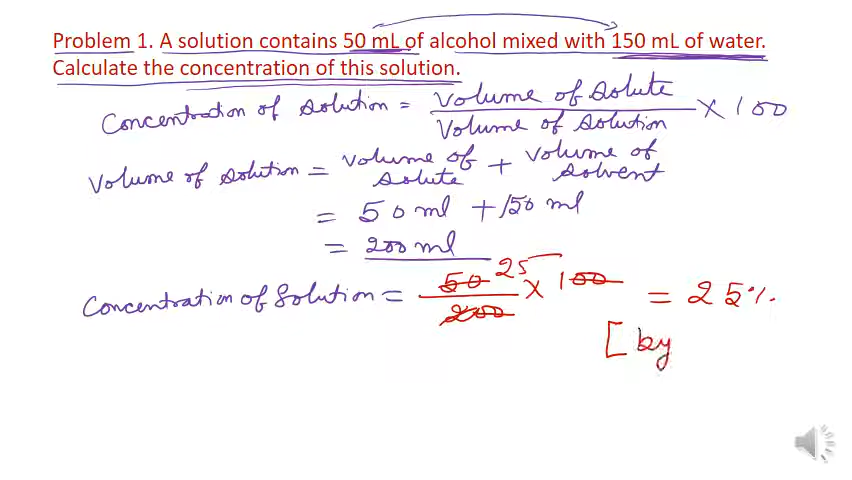 Problem 1. A solution contains 50 mL of alcohol mixed with 150 mL of water.
Calculate the concentration of this solution.
Concentration of solution = Volume of Solute / Volume of Solution × 100
Volume of solution = Volume of solute + Volume of solvent
= 50 ml + 150 ml
= 200 ml
Concentration of Solution = 50 25 / 200 × 100 = 25%
[by